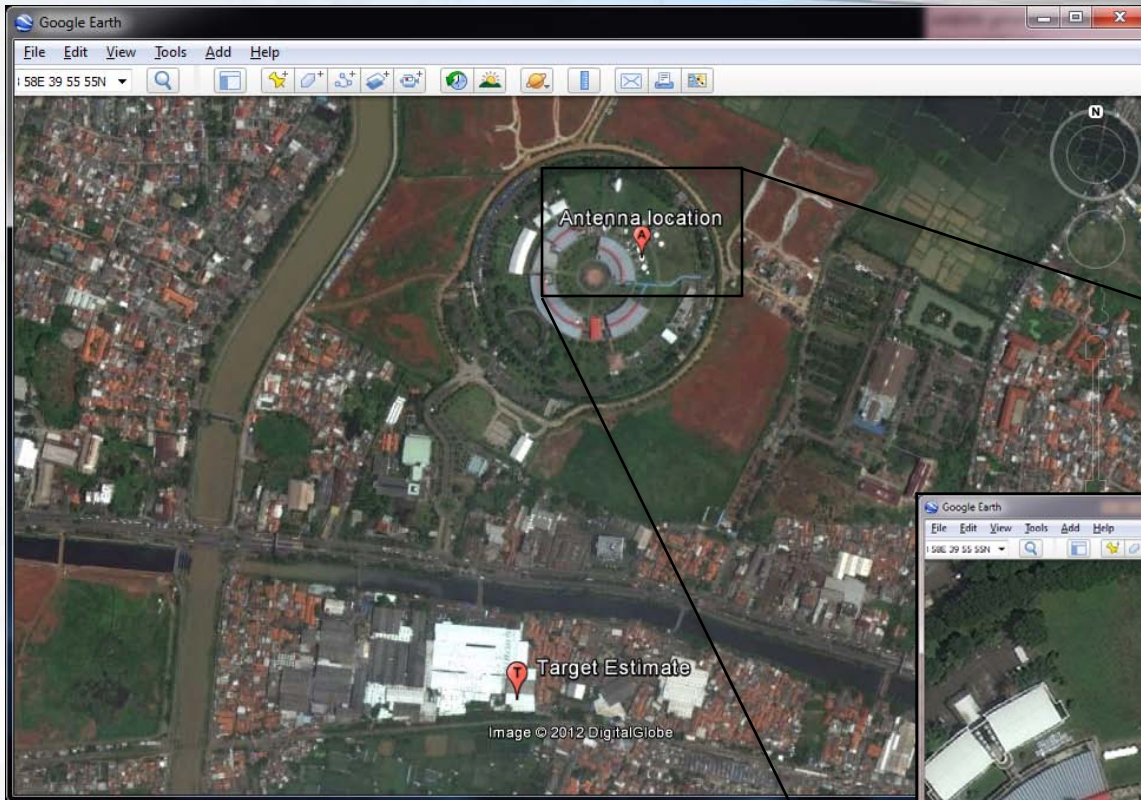 Google Earth
File Edit View Tools Add Help
58E 39 55 55N
N
Antenna location
A
T Target Estimate
Image © 2012 DigitalGlobe
Google Earth
File Edit View Tools Add Help
58E 39 55 55N